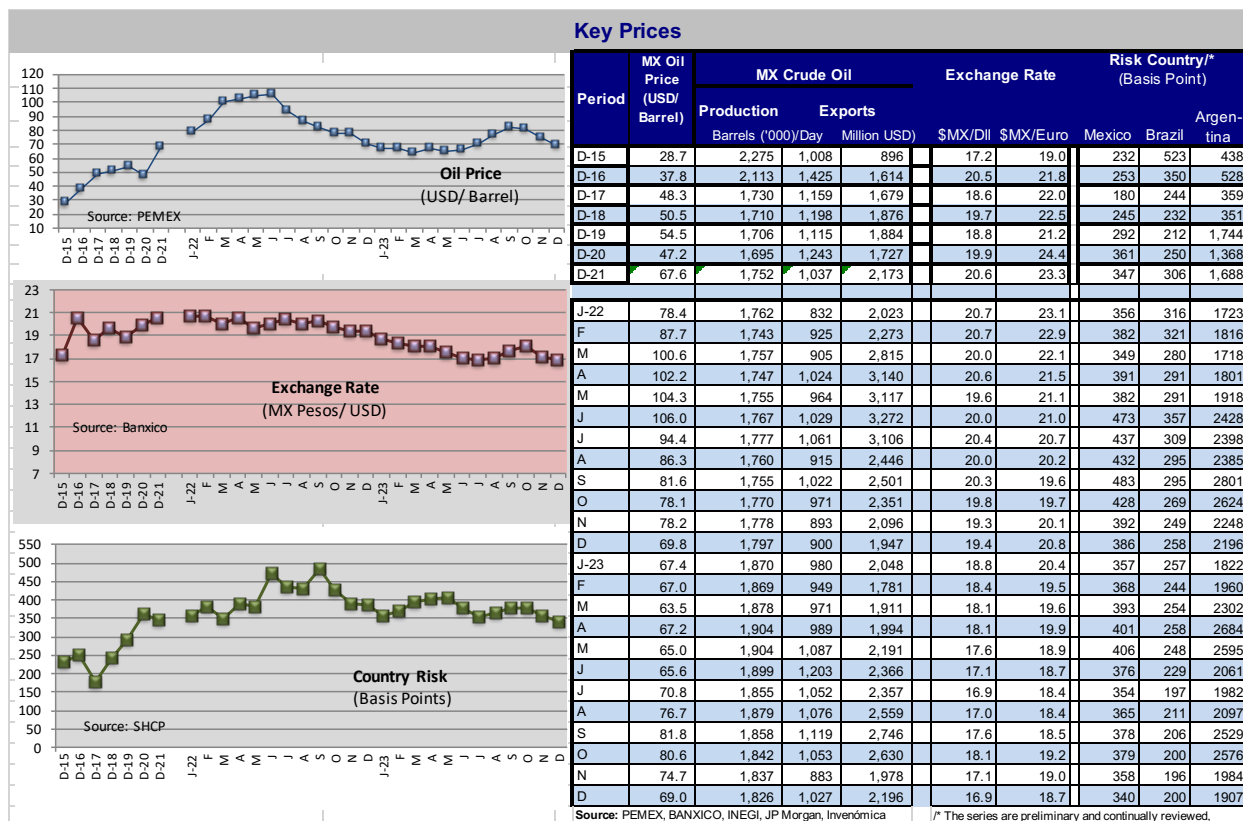 Key Prices
120
110
100
90
80
70
60
50
40
30
20
10
Oil Price
(USD/ Barrel)
Source: PEMEX
D-15 D-16 D-17 D-18 D-19 D-20 D-21 J-22 F M A M J J A S O N D J-23 F M A M J J A S O N D
23
21
19
17
15
13
11
9
7
Exchange Rate
(MX Pesos/ USD)
Source: Banxico
D-15 D-16 D-17 D-18 D-19 D-20 D-21 J-22 F M A M J J A S O N D J-23 F M A M J J A S O N D
550
500
450
400
350
300
250
200
150
100
50
0
Country Risk
(Basis Points)
Source: SHCP
D-15 D-16 D-17 D-18 D-19 D-20 D-21 J-22 F M A M J J A S O N D J-23 F M A M J J A S O N D
Period
MX Oil
Price
(USD/
Barrel)
MX Crude Oil
Production Exports
Barrels ('000)/Day Million USD)
Exchange Rate
$MX/Dll $MX/Euro
Risk Country/*
(Basis Point)
Mexico Brazil Argen-
tina
D-15 28.7 2,275 1,008 896 17.2 19.0 232 523 438
D-16 37.8 2,113 1,425 1,614 20.5 21.8 253 350 528
D-17 48.3 1,730 1,159 1,679 18.6 22.0 180 244 359
D-18 50.5 1,710 1,198 1,876 19.7 22.5 245 232 351
D-19 54.5 1,706 1,115 1,884 18.8 21.2 292 212 1,744
D-20 47.2 1,695 1,243 1,727 19.9 24.4 361 250 1,368
D-21 67.6 1,752 1,037 2,173 20.6 23.3 347 306 1,688
J-22 78.4 1,762 832 2,023 20.7 23.1 356 316 1723
F 87.7 1,743 925 2,273 20.7 22.9 382 321 1816
M 100.6 1,757 905 2,815 20.0 22.1 349 280 1718
A 102.2 1,747 1,024 3,140 20.6 21.5 391 291 1801
M 104.3 1,755 964 3,117 19.6 21.1 382 291 1918
J 106.0 1,767 1,029 3,272 20.0 21.0 473 357 2428
J 94.4 1,777 1,061 3,106 20.4 20.7 437 309 2398
A 86.3 1,760 915 2,446 20.0 20.2 432 295 2385
S 81.6 1,755 1,022 2,501 20.3 19.6 483 295 2801
O 78.1 1,770 971 2,351 19.8 19.7 428 269 2624
N 78.2 1,778 893 2,096 19.3 20.1 392 249 2248
D 69.8 1,797 900 1,947 19.4 20.8 386 258 2196
J-23 67.4 1,870 980 2,048 18.8 20.4 357 257 1822
F 67.0 1,869 949 1,781 18.4 19.5 368 244 1960
M 63.5 1,878 971 1,911 18.1 19.6 393 254 2302
A 67.2 1,904 989 1,994 18.1 19.9 401 258 2684
M 65.0 1,904 1,087 2,191 17.6 18.9 406 248 2595
J 65.6 1,899 1,203 2,366 17.1 18.7 376 229 2061
J 70.8 1,855 1,052 2,357 16.9 18.4 354 197 1982
A 76.7 1,879 1,076 2,559 17.0 18.4 365 211 2097
S 81.8 1,858 1,119 2,746 17.6 18.5 378 206 2529
O 80.6 1,842 1,053 2,630 18.1 19.2 379 200 2576
N 74.7 1,837 883 1,978 17.1 19.0 358 196 1984
D 69.0 1,826 1,027 2,196 16.9 18.7 340 200 1907
Source: PEMEX, BANXICO, INEGI, JP Morgan, Invenómica
/* The series are preliminary and continually reviewed,